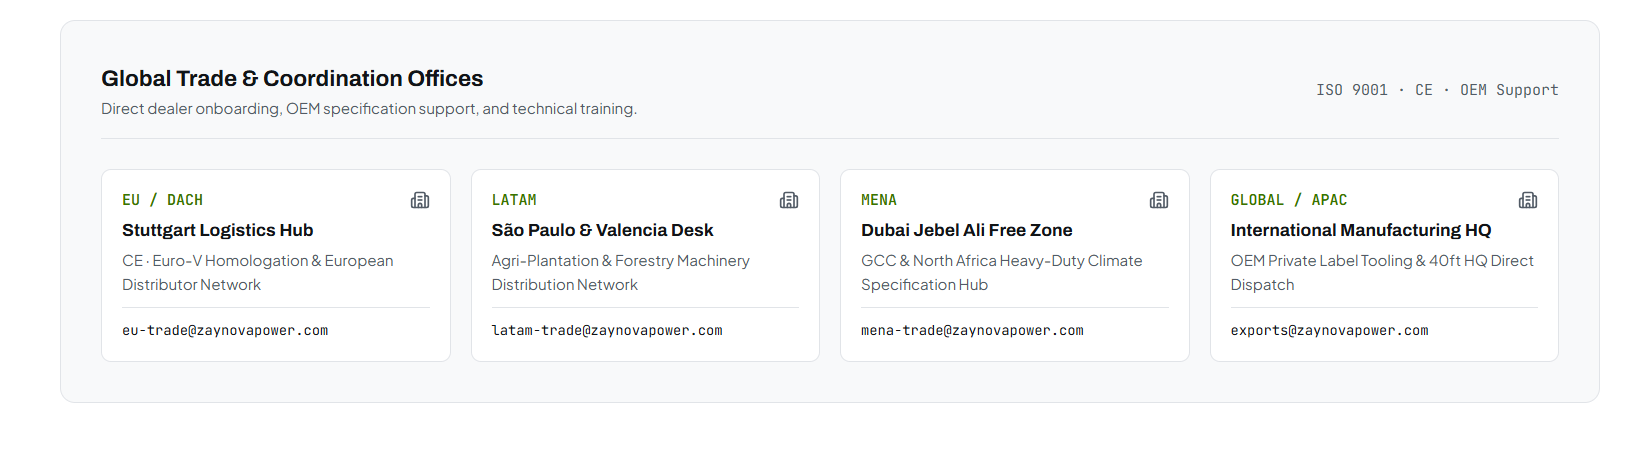 Global Trade & Coordination Offices
Direct dealer onboarding, OEM specification support, and technical training.
ISO 9001 · CE · OEM Support
EU / DACH
Stuttgart Logistics Hub
CE · Euro-V Homologation & European
Distributor Network
eu-trade@zaynovapower.com
LATAM
São Paulo & Valencia Desk
Agri-Plantation & Forestry Machinery
Distribution Network
latam-trade@zaynovapower.com
MENA
Dubai Jebel Ali Free Zone
GCC & North Africa Heavy-Duty Climate
Specification Hub
mena-trade@zaynovapower.com
GLOBAL / APAC
International Manufacturing HQ
OEM Private Label Tooling & 40ft HQ Direct
Dispatch
exports@zaynovapower.com